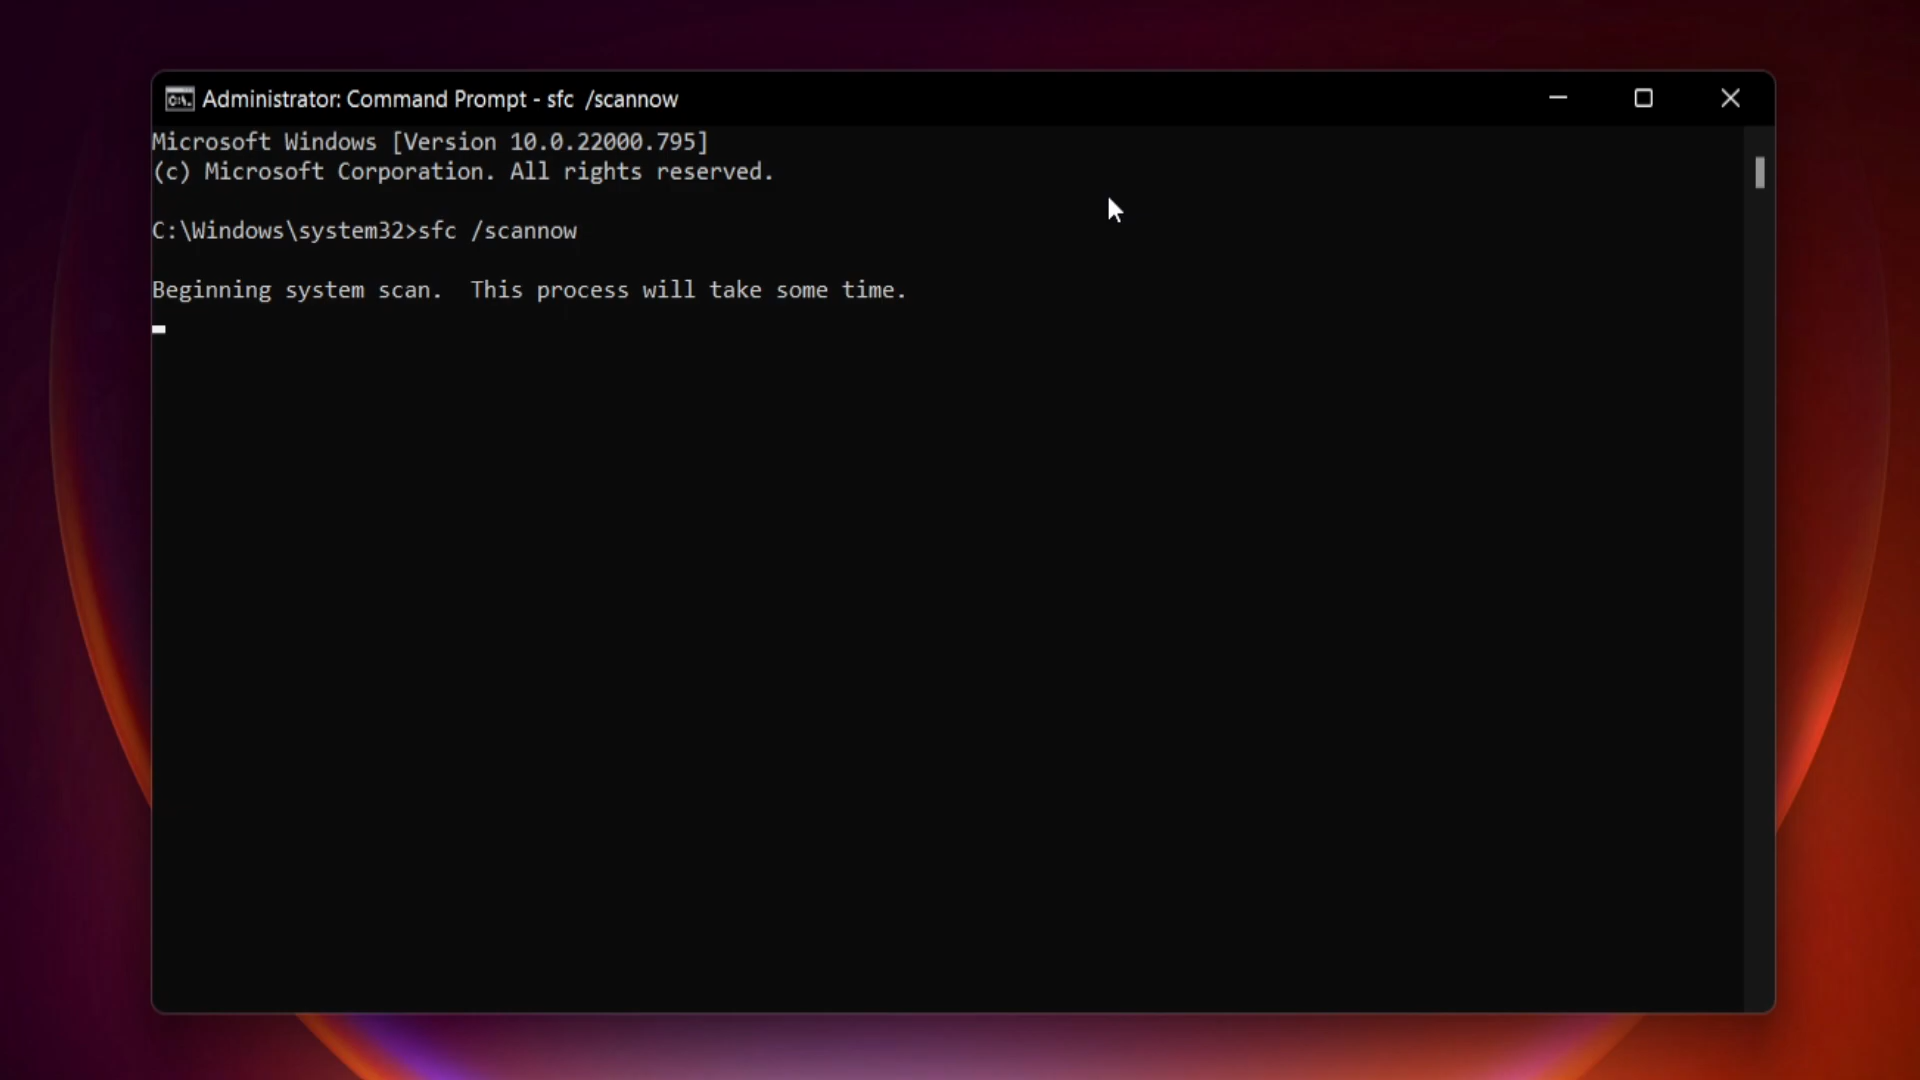 Administrator: Command Prompt - sfc  /scannow
Microsoft Windows [Version 10.0.22000.795]
(c) Microsoft Corporation. All rights reserved.
C:\Windows\system32>sfc /scannow
Beginning system scan.  This process will take some time.